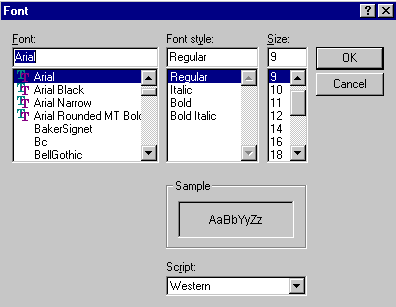 Font
Font: Font style: Size:
Arial Regular 9 OK
Arial Regular 9 Cancel
Arial Black Italic 10
Arial Narrow Bold 11
Arial Rounded MT Bold Bold Italic 12
BakerSignet 14
Bc 16
BellGothic 18
Sample
AaBbYyZz
Script:
Western